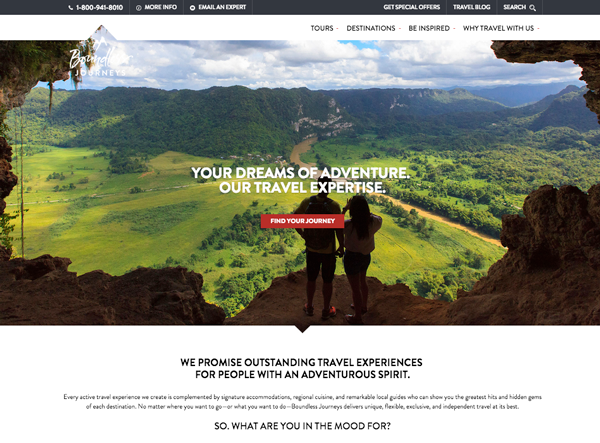 1-800-941-8010 MORE INFO EMAIL AN EXPERT GET SPECIAL OFFERS TRAVEL BLOG SEARCH
TOURS DESTINATIONS BE INSPIRED WHY TRAVEL WITH US
Boundless
JOURNEYS
YOUR DREAMS OF ADVENTURE.
OUR TRAVEL EXPERTISE.
FIND YOUR JOURNEY
WE PROMISE OUTSTANDING TRAVEL EXPERIENCES
FOR PEOPLE WITH AN ADVENTUROUS SPIRIT.
Every active travel experience we create is complemented by signature accommodations, regional cuisine, and remarkable local guides who can show you the greatest hits and hidden gems
of each destination. No matter where you want to go—or what you want to do—Boundless Journeys delivers unique, flexible, exclusive, and independent travel at its best.
SO. WHAT ARE YOU IN THE MOOD FOR?